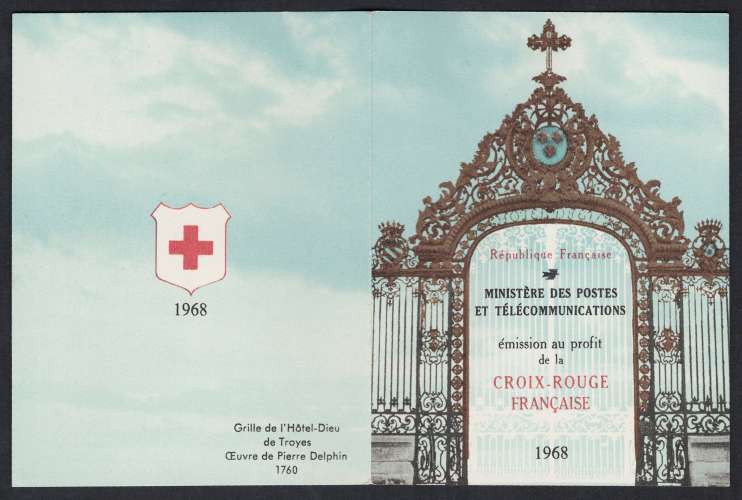 1968
Grille de l'Hôtel-Dieu
de Troyes
Œuvre de Pierre Delphin
1760
République Française
MINISTÈRE DES POSTES
ET TÉLÉCOMMUNICATIONS
émission au profit
de la
CROIX-ROUGE
FRANÇAISE
1968